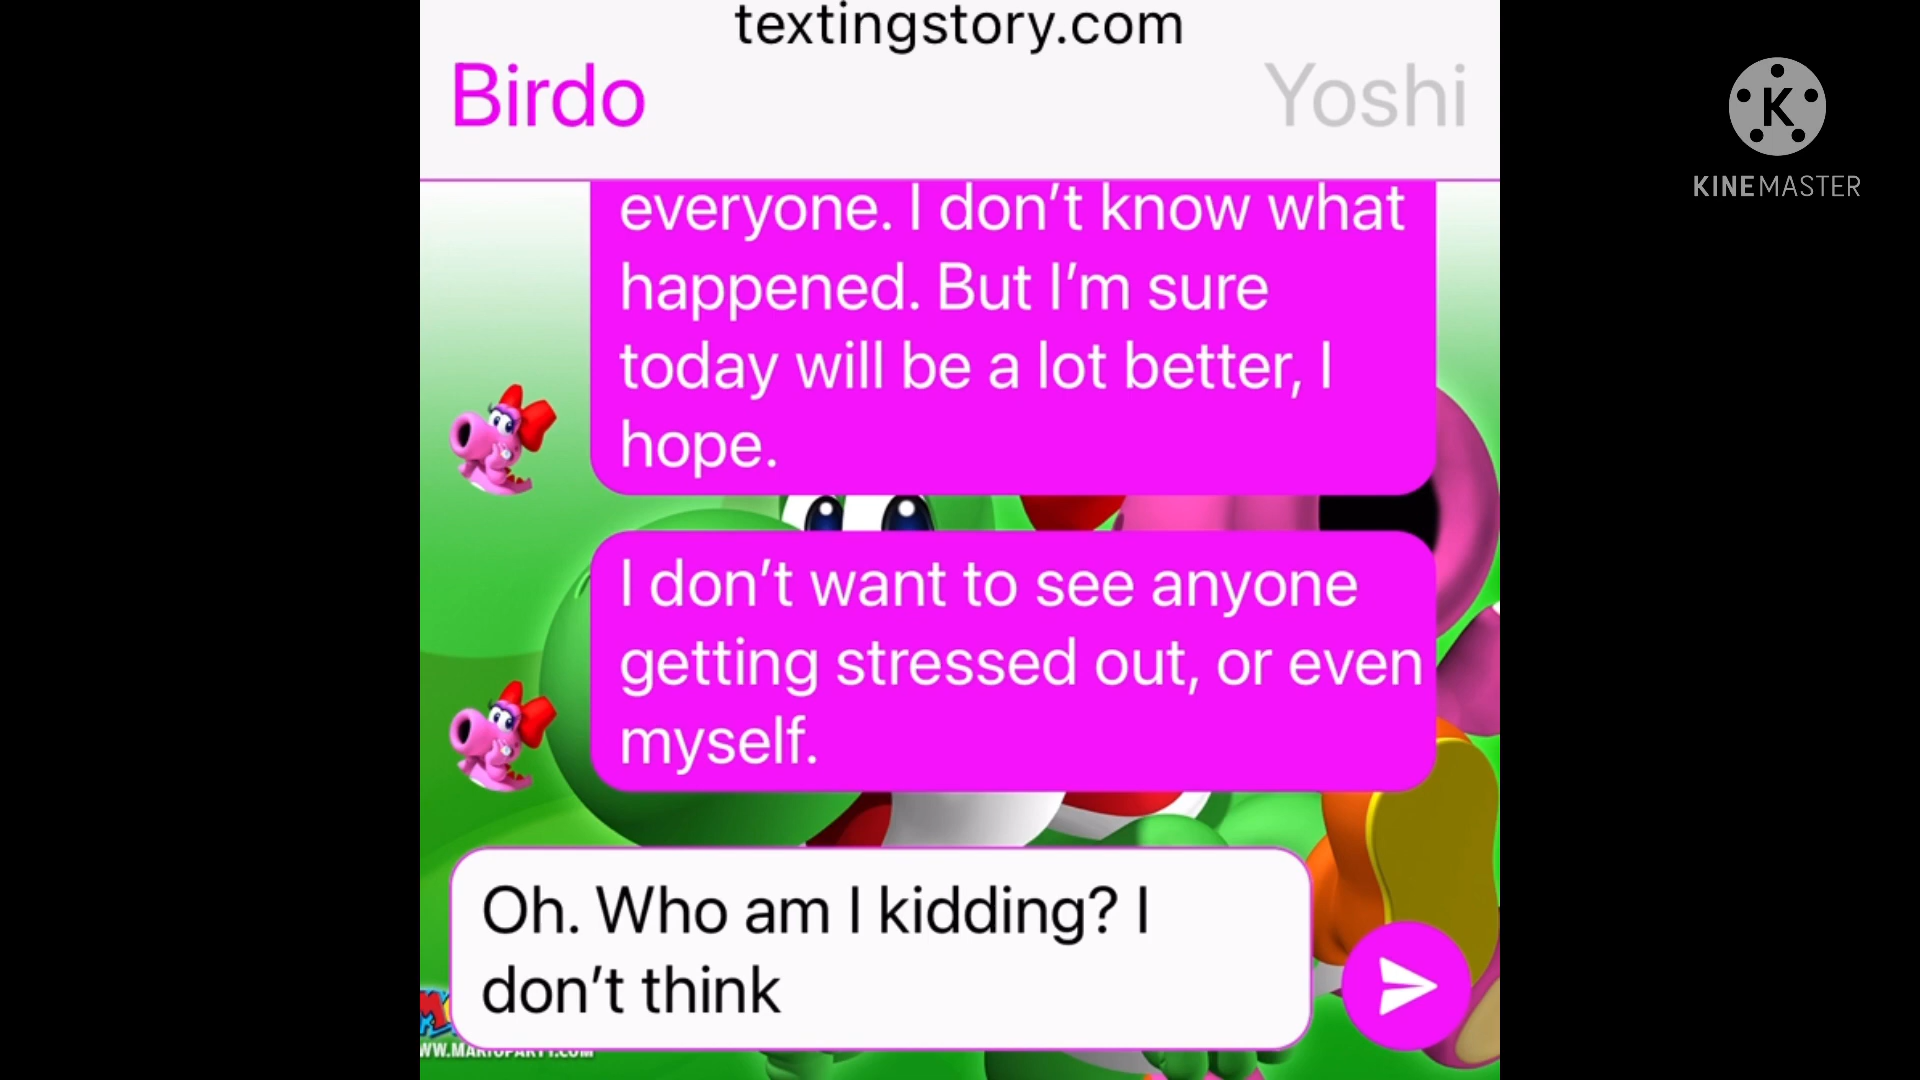 textingstory.com
Birdo
Yoshi
K
KINEMASTER
everyone. I don’t know what
happened. But I’m sure
today will be a lot better, I
hope.
I don’t want to see anyone
getting stressed out, or even
myself.
Oh. Who am I kidding? I
don’t think